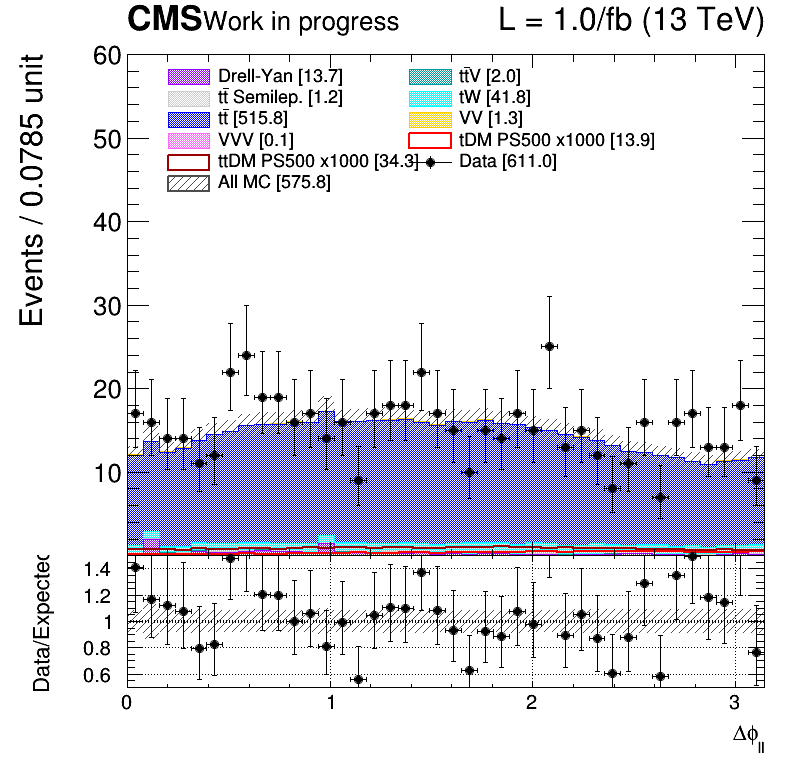 CMS Work in progress L = 1.0/fb (13 TeV)
Events / 0.0785 unit
60
50
40
30
20
10
Drell-Yan [13.7] tt̄V [2.0]
tt̄ Semilep. [1.2] tW [41.8]
tt̄ [515.8] VV [1.3]
VVV [0.1] tDM PS500 x1000 [13.9]
ttDM PS500 x1000 [34.3] Data [611.0]
All MC [575.8]
Data/Expected
1.4
1.2
1
0.8
0.6
0 1 2 3
Δϕll